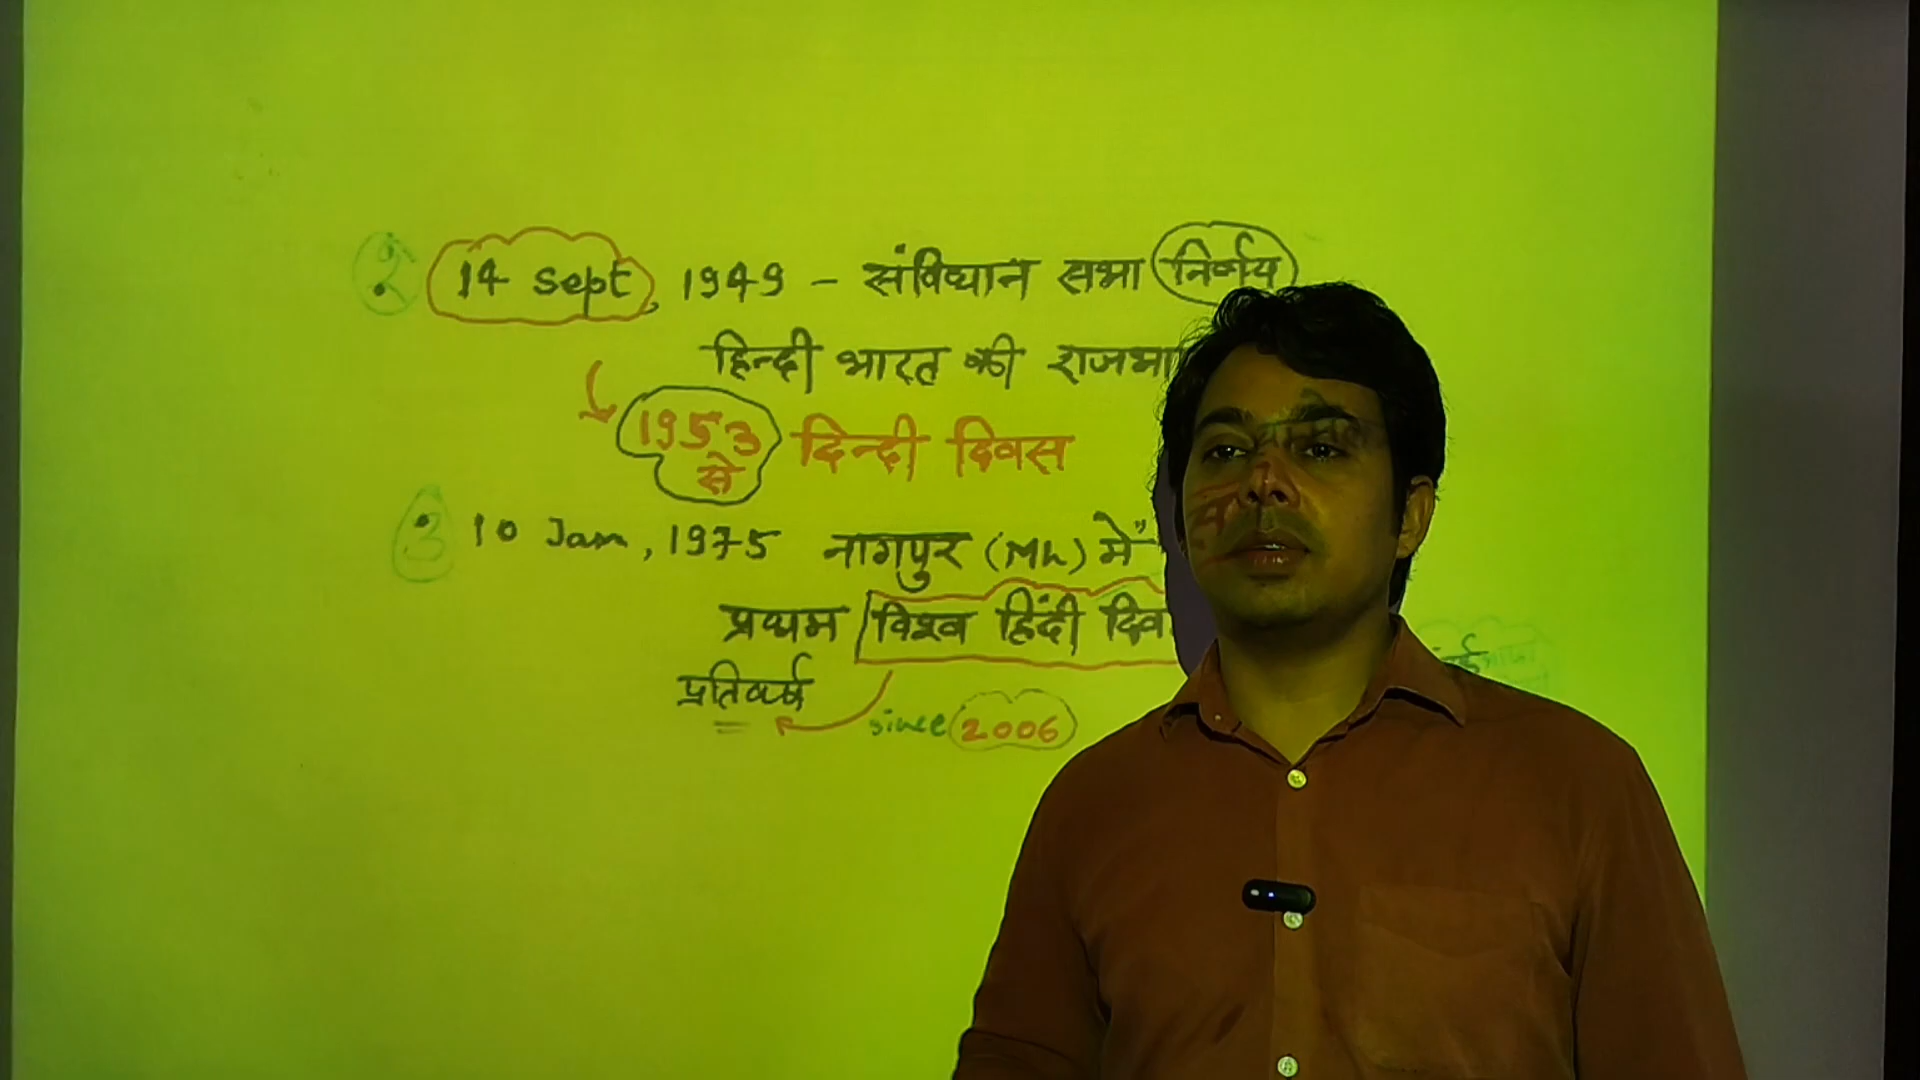 2. 14 Sept, 1949 – संविधान सभा निर्णय
हिन्दी भारत की राजभा
1953 से हिन्दी दिवस
3. 10 Jan, 1975 नागपुर (Mh) में"
प्रथम विश्व हिंदी दिव
प्रतिवर्ष since 2006